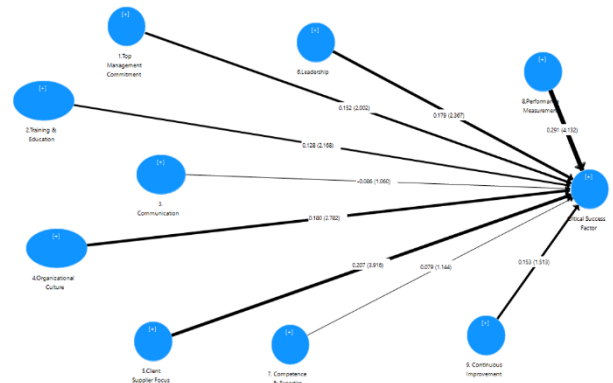 [+]
1.Top
Management
Commitment
[+]
6.Leadership
[+]
8.Performance
Measurement
[+]
2.Training &
Education
0.152 (2.002)
0.179 (2.367)
0.291 (4.132)
0.128 (2.168)
[+]
3.
Communication
-0.086 (1.060)
[+]
Critical Success
Factor
[+]
4.Organizational
Culture
0.180 (2.782)
0.207 (3.916)
0.079 (1.144)
0.153 (1.513)
[+]
5.Client
Supplier Focus
[+]
7. Competence
[+]
9. Continuous
Improvement